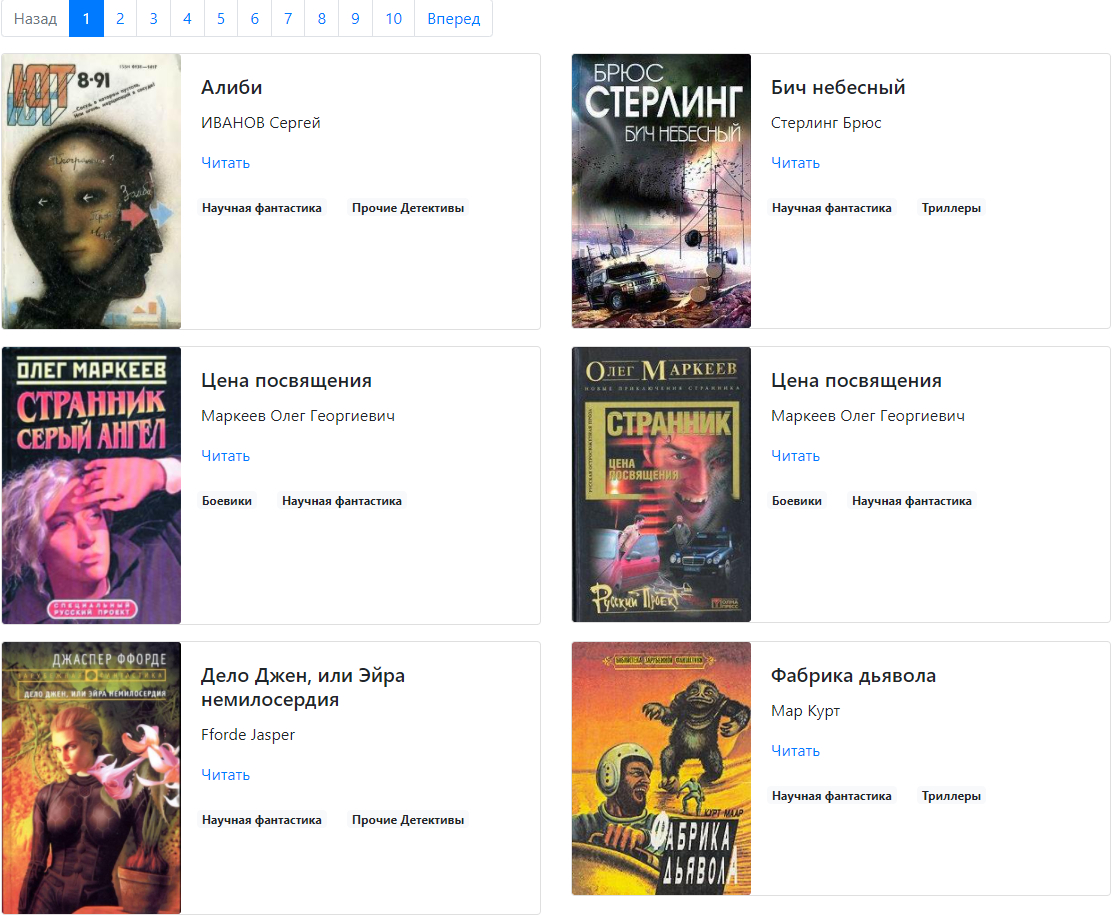 Назад 1 2 3 4 5 6 7 8 9 10 Вперед
ЮТ 8•91
Алиби
ИВАНОВ Сергей
Читать
Научная фантастика Прочие Детективы
БРЮС
СТЕРЛИНГ
БИЧ НЕБЕСНЫЙ
Бич небесный
Стерлинг Брюс
Читать
Научная фантастика Триллеры
ОЛЕГ МАРКЕЕВ
СТРАННИК
СЕРЫЙ АНГЕЛ
СПЕЦИАЛЬНЫЙ
РУССКИЙ ПРОЕКТ
Цена посвящения
Маркеев Олег Георгиевич
Читать
Боевики Научная фантастика
ОЛЕГ МАРКЕЕВ
НОВЫЕ ПРИКЛЮЧЕНИЯ СТРАННИКА
СТРАННИК
ЦЕНА
ПОСВЯЩЕНИЯ
Русский Проект
Цена посвящения
Маркеев Олег Георгиевич
Читать
Боевики Научная фантастика
ДЖАСПЕР ФФОРДЕ
ДЕЛО ДЖЕН, ИЛИ ЭЙРА НЕМИЛОСЕРДИЯ
Дело Джен, или Эйра
немилосердия
Fforde Jasper
Читать
Научная фантастика Прочие Детективы
БИБЛИОТЕКА ЗАРУБЕЖНОЙ ФАНТАСТИКИ
КУРТ МААР
ФАБРИКА
ДЬЯВОЛА
Фабрика дьявола
Мар Курт
Читать
Научная фантастика Триллеры